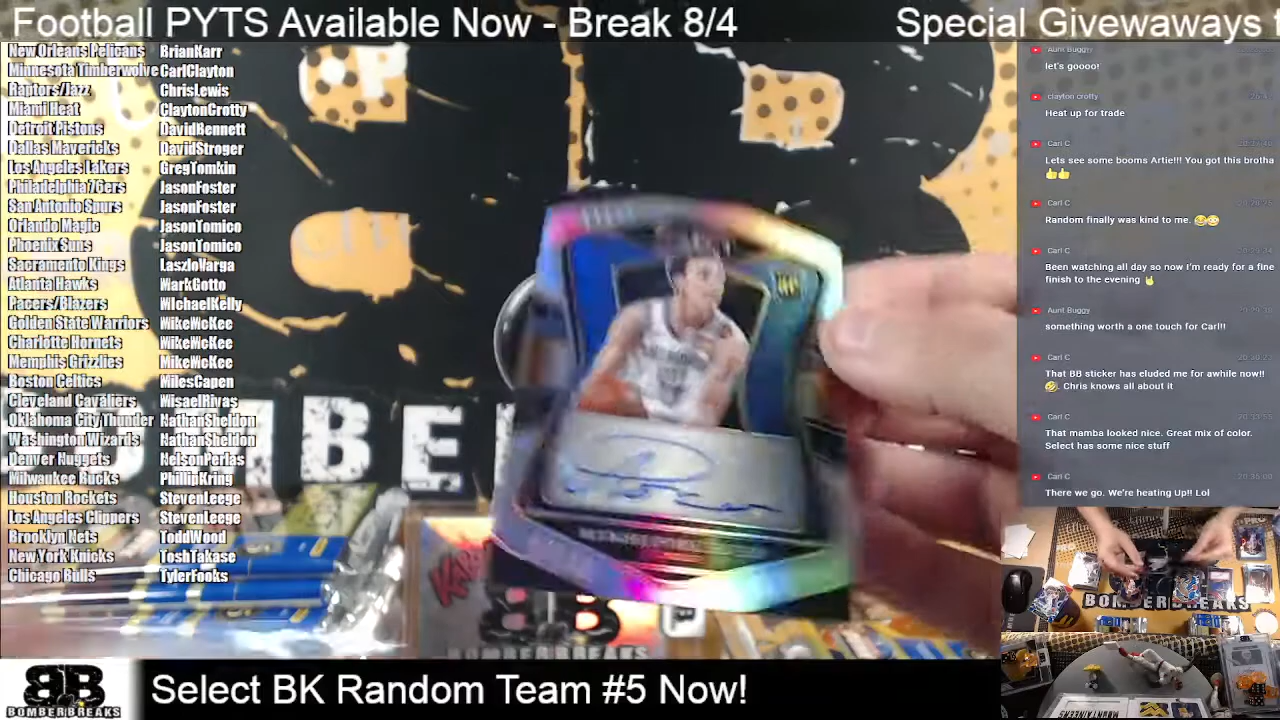 Football PYTS Available Now - Break 8/4
Special Givewaways
New Orleans Pelicans BrianKarr
Minnesota Timberwolve CarlClayton
Raptors/Jazz ChrisLewis
Miami Heat ClaytonCrotty
Detroit Pistons DavidBennett
Dallas Mavericks DavidStroger
Los Angeles Lakers GregTomkin
Philadelphia 76ers JasonFoster
San Antonio Spurs JasonFoster
Orlando Magic JasonTomico
Phoenix Suns JasonTomico
Sacramento Kings LaszloVarga
Atlanta Hawks MarkGotto
Pacers/Blazers MichaelKelly
Golden State Warriors MikeMcKee
Charlotte Hornets MikeMcKee
Memphis Grizzlies MikeMcKee
Boston Celtics MilesCapen
Cleveland Cavaliers MisaelRivas
Oklahoma City Thunder NathanSheldon
Washington Wizards NathanSheldon
Denver Nuggets NelsonPerlas
Milwaukee Bucks PhillipKring
Houston Rockets StevenLeege
Los Angeles Clippers StevenLeege
Brooklyn Nets ToddWood
New York Knicks ToshTakase
Chicago Bulls TylerFooks
Aunt Buggy
let's goooo!
clayton crotty
Heat up for trade
Carl C
Lets see some booms Artie!!! You got this brotha
👍👍
Carl C
Random finally was kind to me. 😂😳
Carl C
Been watching all day so now I'm ready for a fine
finish to the evening 🤘
Aunt Buggy
something worth a one touch for Carl!!
Carl C
That BB sticker has eluded me for awhile now!!
🤣. Chris knows all about it
Carl C
That mamba looked nice. Great mix of color.
Select has some nice stuff
Carl C
There we go. We're heating Up!! Lol
BOMBERBREAKS
BOMBERBREAKS
MOUNTAINEERS
BB
BOMBERBREAKS
Select BK Random Team #5 Now!